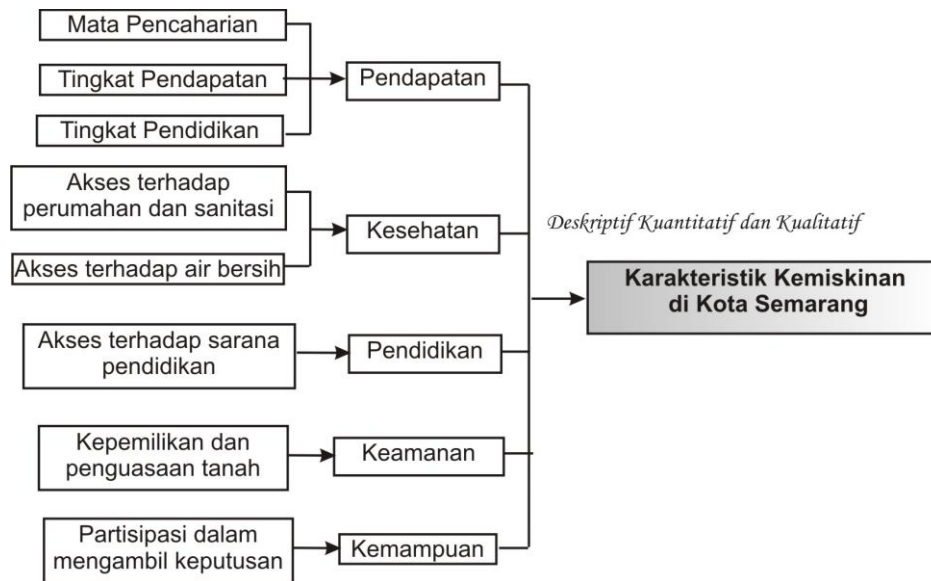 Mata Pencaharian
Tingkat Pendapatan
Tingkat Pendidikan
Pendapatan
Akses terhadap
perumahan dan sanitasi
Akses terhadap air bersih
Kesehatan
Akses terhadap sarana
pendidikan
Pendidikan
Kepemilikan dan
penguasaan tanah
Keamanan
Partisipasi dalam
mengambil keputusan
Kemampuan
Deskriptif Kuantitatif dan Kualitatif
Karakteristik Kemiskinan
di Kota Semarang